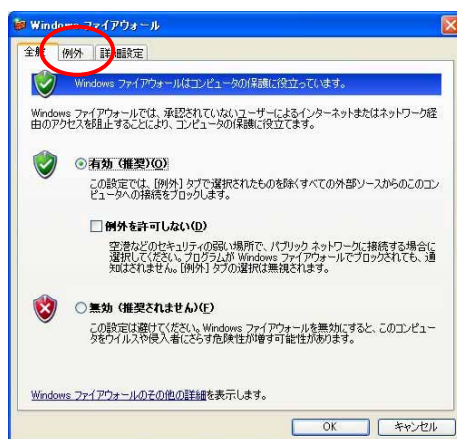 Windows ファイアウォール
全般 例外 詳細設定
Windows ファイアウォールはコンピュータの保護に役立っています。
Windows ファイアウォールでは、承認されていないユーザーによるインターネットまたはネットワーク経
由のアクセスを阻止することにより、コンピュータの保護に役立てます。
有効 (推奨)(O)
この設定では、[例外] タブで選択されたものを除くすべての外部ソースからのこのコン
ピュータへの接続をブロックします。
例外を許可しない(D)
空港などのセキュリティの弱い場所で、パブリック ネットワークに接続する場合に
選択してください。プログラムが Windows ファイアウォールでブロックされても、通
知はされません。[例外] タブの選択は無視されます。
無効 (推奨されません)(F)
この設定は避けてください。Windows ファイアウォールを無効にすると、このコンピュー
タをウイルスや侵入者にさらす危険性が増す可能性があります。
Windows ファイアウォールのその他の詳細を表示します。
OK キャンセル